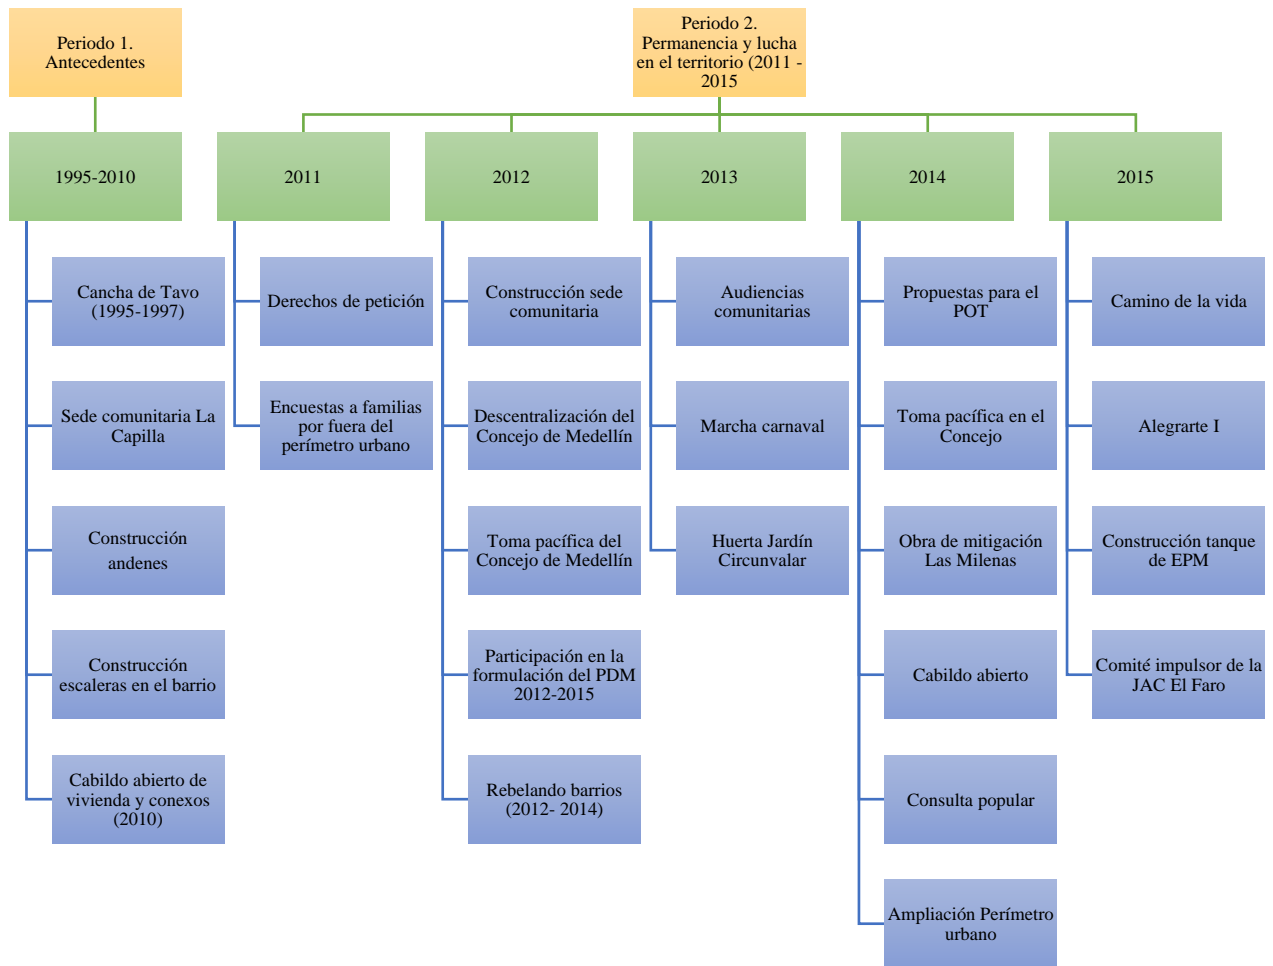 Periodo 1.
Antecedentes
Periodo 2.
Permanencia y lucha
en el territorio (2011 -
2015
1995-2010
2011
2012
2013
2014
2015
Cancha de Tavo
(1995-1997)
Sede comunitaria La
Capilla
Construcción
andenes
Construcción
escaleras en el barrio
Cabildo abierto de
vivienda y conexos
(2010)
Derechos de petición
Encuestas a familias
por fuera del
perímetro urbano
Construcción sede
comunitaria
Descentralización del
Concejo de Medellín
Toma pacífica del
Concejo de Medellín
Participación en la
formulación del PDM
2012-2015
Rebelando barrios
(2012- 2014)
Audiencias
comunitarias
Marcha carnaval
Huerta Jardín
Circunvalar
Propuestas para el
POT
Toma pacífica en el
Concejo
Obra de mitigación
Las Milenas
Cabildo abierto
Consulta popular
Ampliación Perímetro
urbano
Camino de la vida
Alegrarte I
Construcción tanque
de EPM
Comité impulsor de la
JAC El Faro